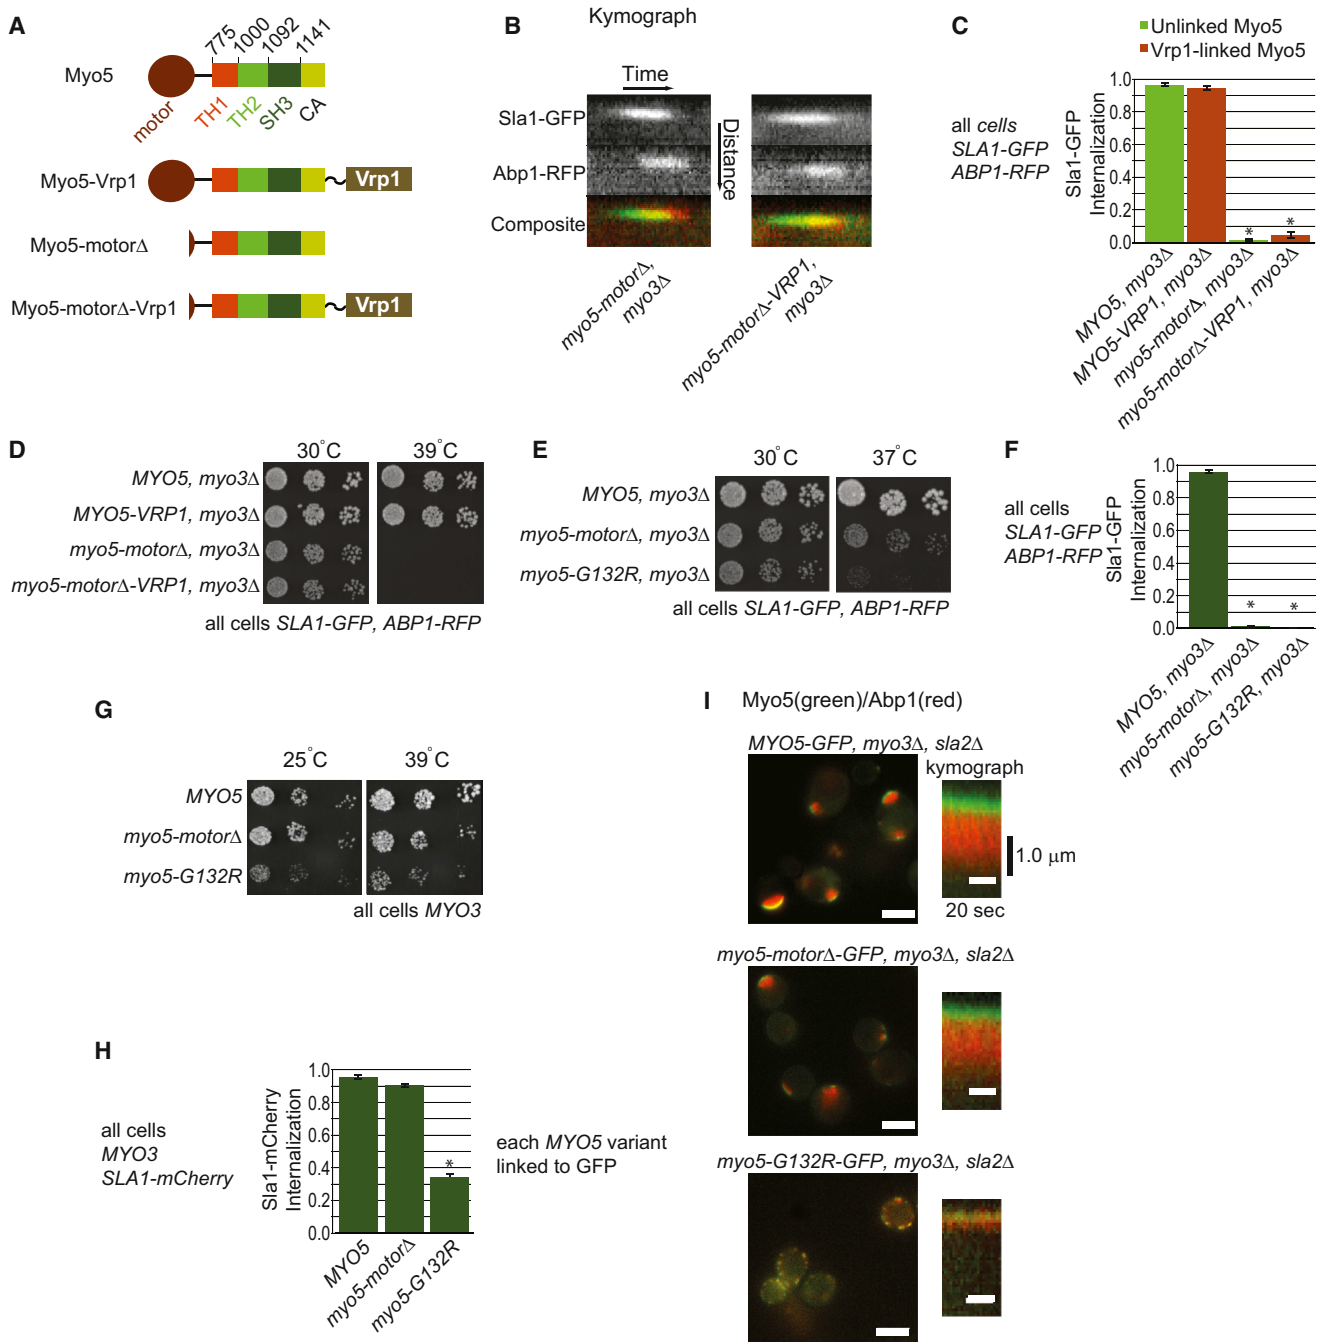 A
775
1000
1092
1141
Myo5
motor
TH1
TH2
SH3
CA
Myo5-Vrp1
Vrp1
Myo5-motorΔ
Myo5-motorΔ-Vrp1
Vrp1
B
Kymograph
Time
Distance
Sla1-GFP
Abp1-RFP
Composite
myo5-motorΔ,
myo3Δ
myo5-motorΔ-VRP1,
myo3Δ
C
Unlinked Myo5
Vrp1-linked Myo5
all cells
SLA1-GFP
ABP1-RFP
Sla1-GFP
Internalization
1.0
0.8
0.6
0.4
0.2
0.0
*
*
MYO5, myo3Δ
MYO5-VRP1, myo3Δ
myo5-motorΔ, myo3Δ
myo5-motorΔ-VRP1, myo3Δ
D
30°C
39°C
MYO5, myo3Δ
MYO5-VRP1, myo3Δ
myo5-motorΔ, myo3Δ
myo5-motorΔ-VRP1, myo3Δ
all cells SLA1-GFP, ABP1-RFP
E
30°C
37°C
MYO5, myo3Δ
myo5-motorΔ, myo3Δ
myo5-G132R, myo3Δ
all cells SLA1-GFP, ABP1-RFP
F
all cells
SLA1-GFP
ABP1-RFP
Sla1-GFP
Internalization
1.0
0.8
0.6
0.4
0.2
0.0
*
*
MYO5, myo3Δ
myo5-motorΔ, myo3Δ
myo5-G132R, myo3Δ
G
25°C
39°C
MYO5
myo5-motorΔ
myo5-G132R
all cells MYO3
H
all cells
MYO3
SLA1-mCherry
Sla1-mCherry
Internalization
1.0
0.8
0.6
0.4
0.2
0.0
*
MYO5
myo5-motorΔ
myo5-G132R
each MYO5 variant
linked to GFP
I
Myo5(green)/Abp1(red)
MYO5-GFP, myo3Δ, sla2Δ
kymograph
1.0 μm
20 sec
myo5-motorΔ-GFP, myo3Δ, sla2Δ
myo5-G132R-GFP, myo3Δ, sla2Δ